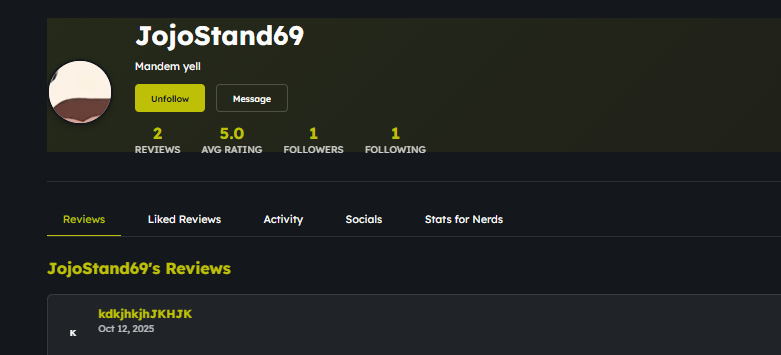 JojoStand69
Mandem yell
Unfollow Message
2 5.0 1 1
REVIEWS AVG RATING FOLLOWERS FOLLOWING
Reviews Liked Reviews Activity Socials Stats for Nerds
JojoStand69's Reviews
kdkjhkjhJKHJK
Oct 12, 2025
K